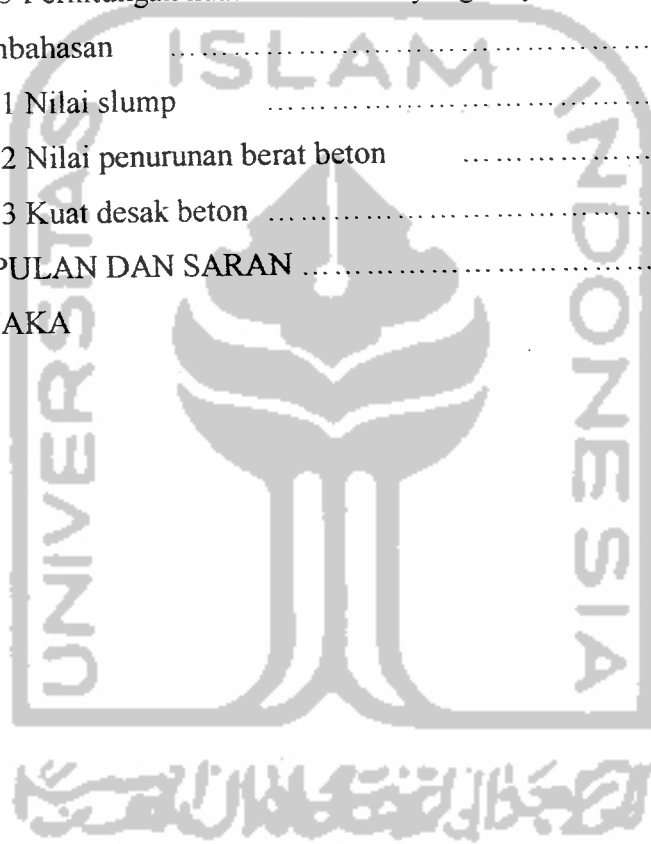 mbahasan ........................................
1 Nilai slump ........................................
2 Nilai penurunan berat beton ....................
3 Kuat desak beton ........................................
PULAN DAN SARAN ........................................
AKA
UNIVERSITAS
ISLAM
INDONESIA